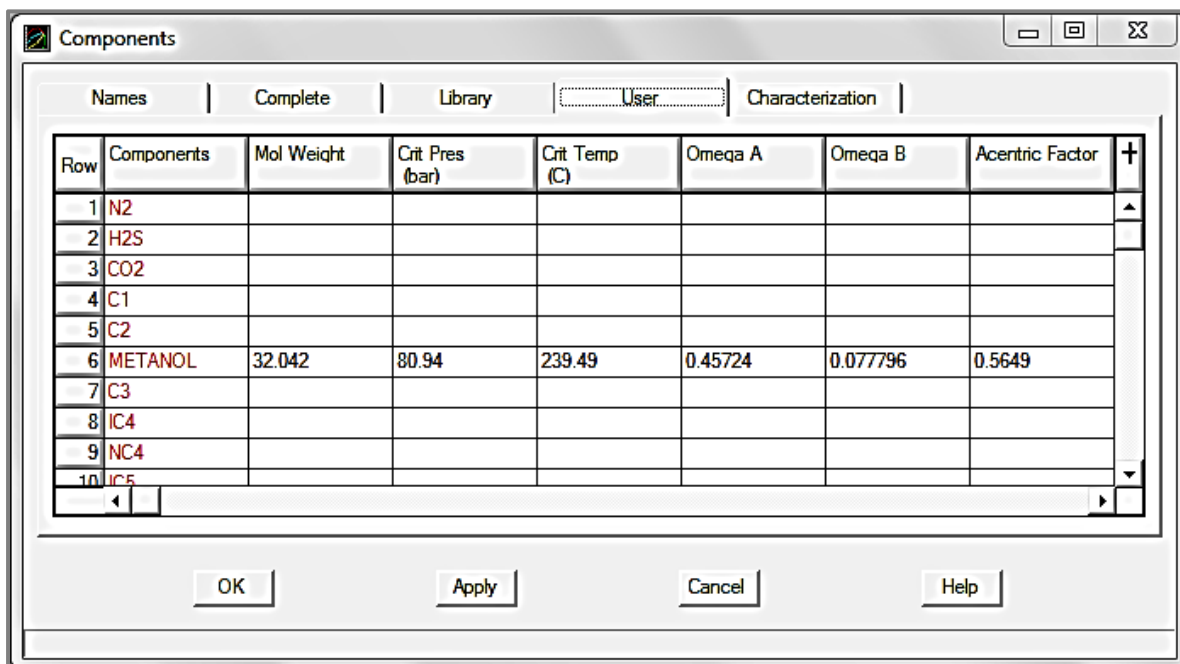 Components
Names Complete Library User Characterization
Row Components Mol Weight Crit Pres (bar) Crit Temp (C) Omega A Omega B Acentric Factor +
1 N2
2 H2S
3 CO2
4 C1
5 C2
6 METANOL 32.042 80.94 239.49 0.45724 0.077796 0.5649
7 C3
8 IC4
9 NC4
10 IC5
OK Apply Cancel Help